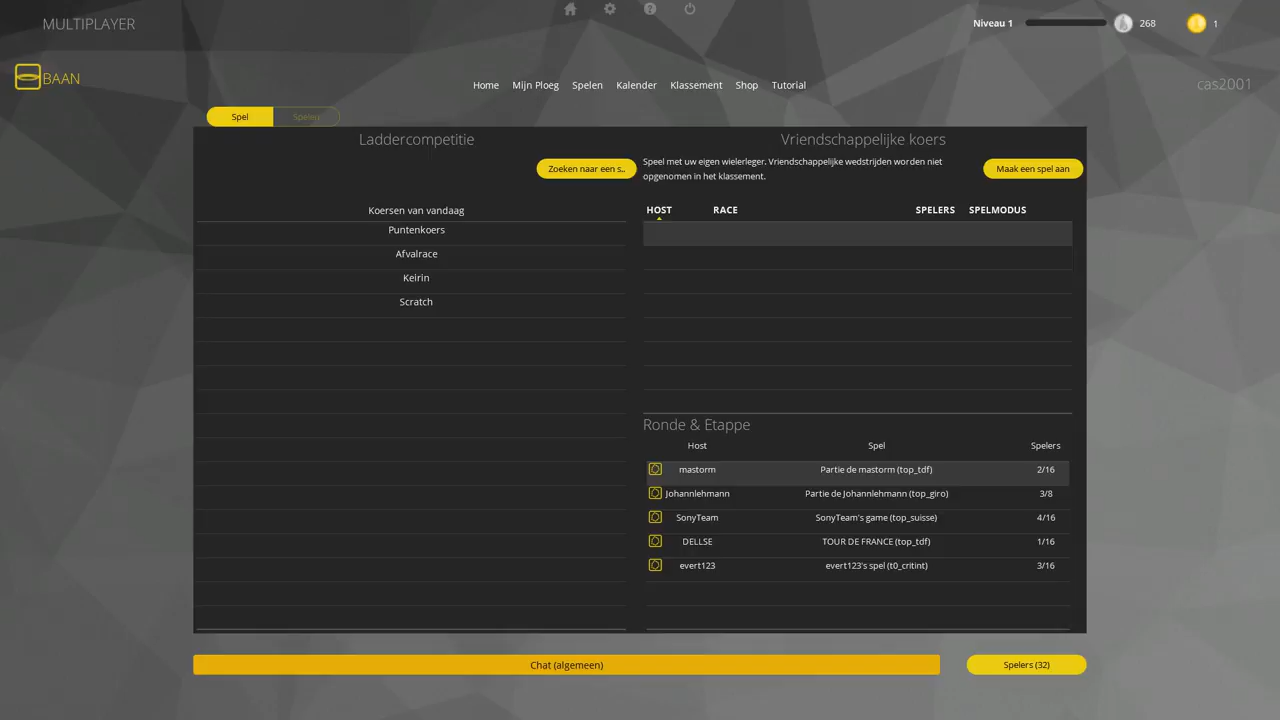 MULTIPLAYER
Niveau 1
268
1
BAAN
Home Mijn Ploeg Spelen Kalender Klassement Shop Tutorial
cas2001
Spel Spelen
Laddercompetitie
Zoeken naar een s..
Koersen van vandaag
Puntenkoers
Afvalrace
Keirin
Scratch
Vriendschappelijke koers
Speel met uw eigen wielerleger. Vriendschappelijke wedstrijden worden niet
opgenomen in het klassement.
Maak een spel aan
HOST RACE SPELERS SPELMODUS
Ronde & Etappe
Host Spel Spelers
mastorm Partie de mastorm (top_tdf) 2/16
Johannlehmann Partie de Johannlehmann (top_giro) 3/8
SonyTeam SonyTeam's game (top_suisse) 4/16
DELLSE TOUR DE FRANCE (top_tdf) 1/16
evert123 evert123's spel (t0_critint) 3/16
Chat (algemeen)
Spelers (32)